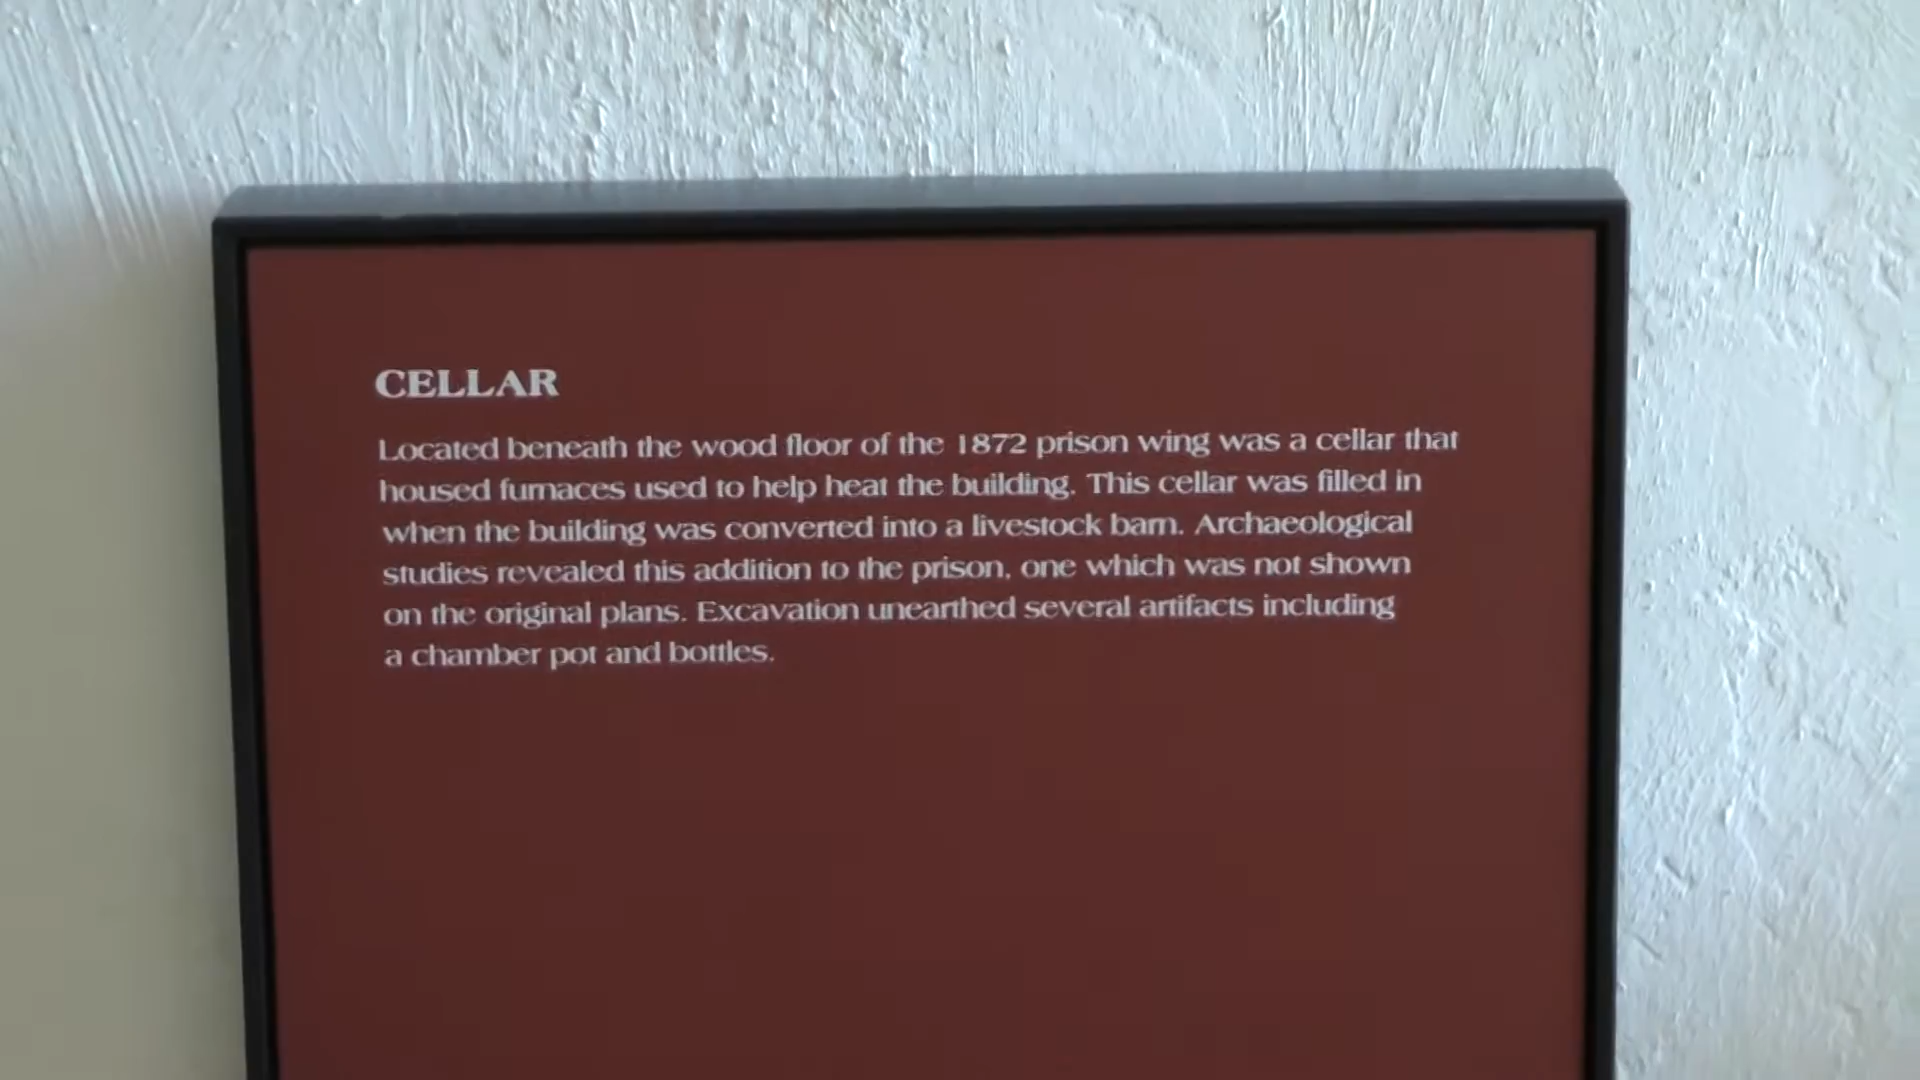 CELLAR
Located beneath the wood floor of the 1872 prison wing was a cellar that
housed furnaces used to help heat the building. This cellar was filled in
when the building was converted into a livestock barn. Archaeological
studies revealed this addition to the prison, one which was not shown
on the original plans. Excavation unearthed several artifacts including
a chamber pot and bottles.